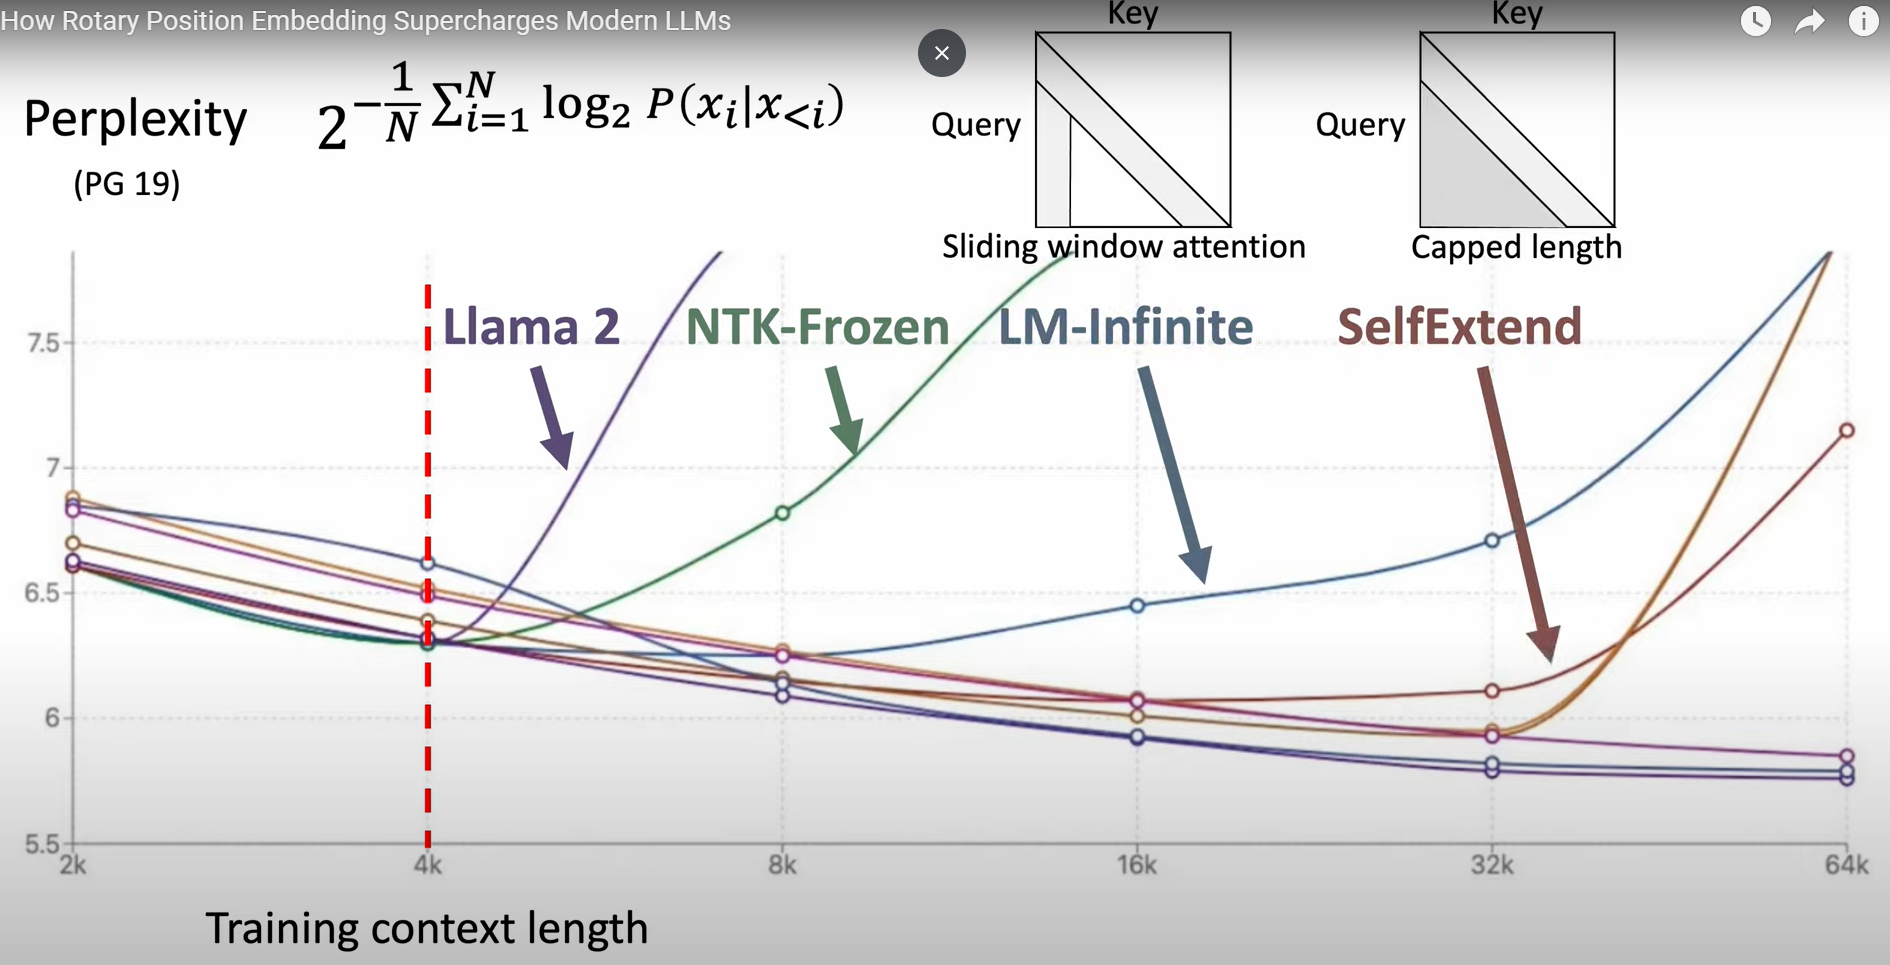 How Rotary Position Embedding Supercharges Modern LLMs
Perplexity
(PG 19)
2^{-\frac{1}{N}\sum_{i=1}^{N} \log_2 P(x_i|x_{<i})}
Key
Query
Sliding window attention
Key
Query
Capped length
Llama 2
NTK-Frozen
LM-Infinite
SelfExtend
7.5
7
6.5
6
5.5
2k 4k 8k 16k 32k 64k
Training context length